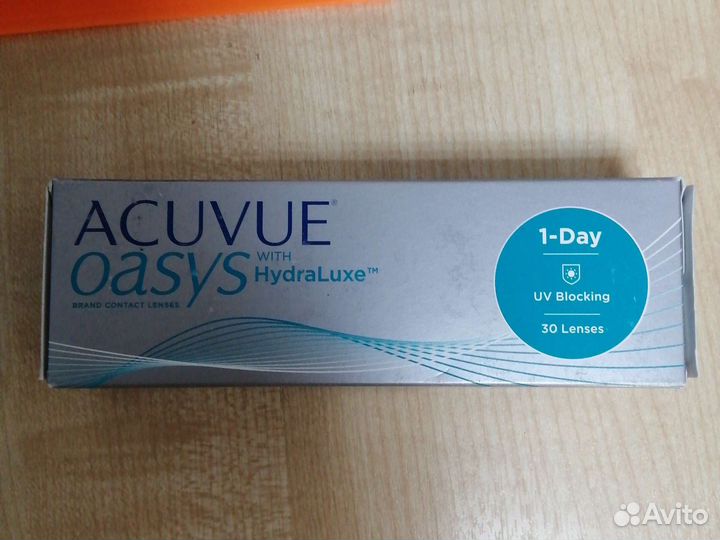 ACUVUE®
oasys WITH HydraLuxe™
BRAND CONTACT LENSES
1-Day
UV Blocking
30 Lenses
Avito